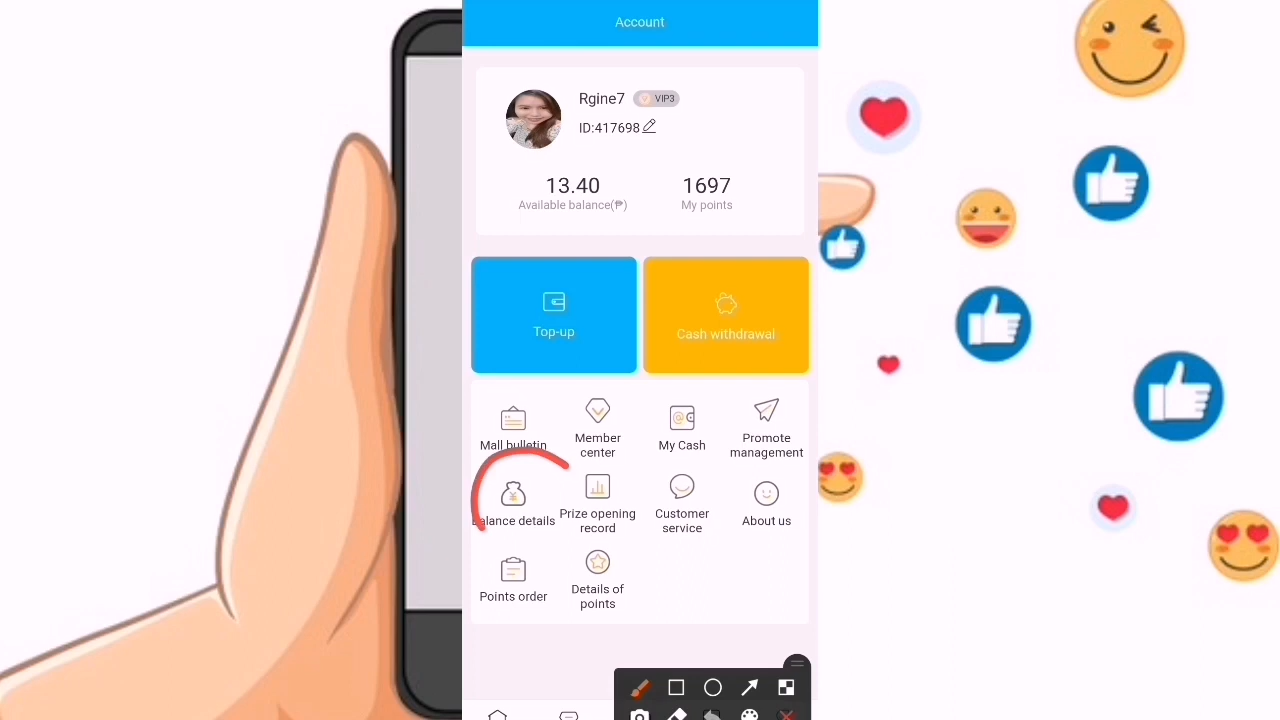 Account
Rgine7 VIP3
ID:417698
13.40 1697
Available balance(₱) My points
Top-up Cash withdrawal
Mall bulletin Member center My Cash Promote management
Balance details Prize opening record Customer service About us
Points order Details of points